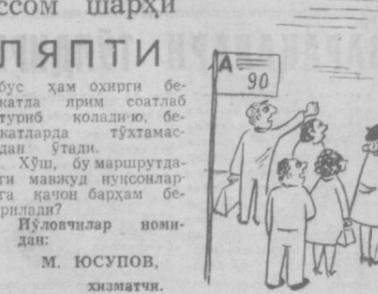 ссом шарҳи
ЛЯПТИ
бус ҳам охирги бе-
катда ярим соатлаб
туриб қолади-ю, бе-
катларда тўхтамас-
дан ўтади.
Хўш, бу маршрутда-
ги мавжуд нуқсонлар-
га қачон барҳам бе-
рилади?
Йўловчилар номи-
дан:
М. ЮСУПОВ,
хизматчи.
А
90